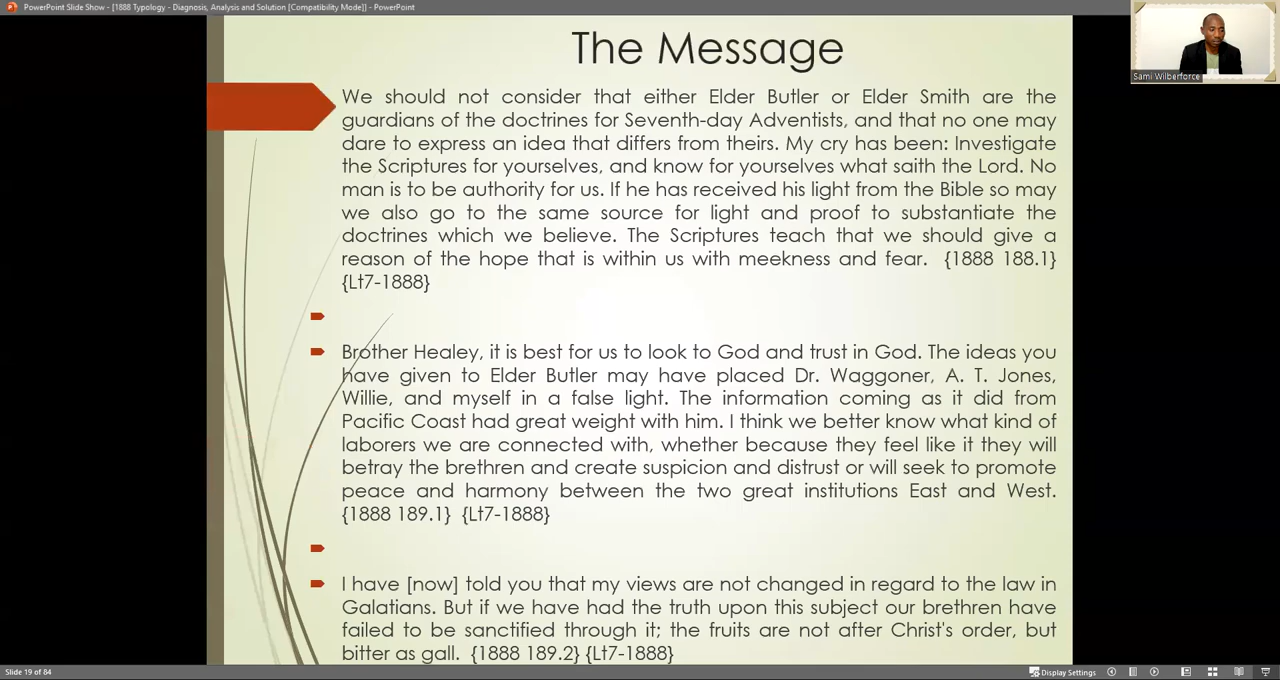 PowerPoint Slide Show - [1888 Typology - Diagnosis, Analysis and Solution [Compatibility Mode]] - PowerPoint
The Message
Sami Wilberforce
We should not consider that either Elder Butler or Elder Smith are the
guardians of the doctrines for Seventh-day Adventists, and that no one may
dare to express an idea that differs from theirs. My cry has been: Investigate
the Scriptures for yourselves, and know for yourselves what saith the Lord. No
man is to be authority for us. If he has received his light from the Bible so may
we also go to the same source for light and proof to substantiate the
doctrines which we believe. The Scriptures teach that we should give a
reason of the hope that is within us with meekness and fear. {1888 188.1}
{Lt7-1888}
Brother Healey, it is best for us to look to God and trust in God. The ideas you
have given to Elder Butler may have placed Dr. Waggoner, A. T. Jones,
Willie, and myself in a false light. The information coming as it did from
Pacific Coast had great weight with him. I think we better know what kind of
laborers we are connected with, whether because they feel like it they will
betray the brethren and create suspicion and distrust or will seek to promote
peace and harmony between the two great institutions East and West.
{1888 189.1} {Lt7-1888}
I have [now] told you that my views are not changed in regard to the law in
Galatians. But if we have had the truth upon this subject our brethren have
failed to be sanctified through it; the fruits are not after Christ's order, but
bitter as gall. {1888 189.2} {Lt7-1888}
Slide 19 of 84
Display Settings